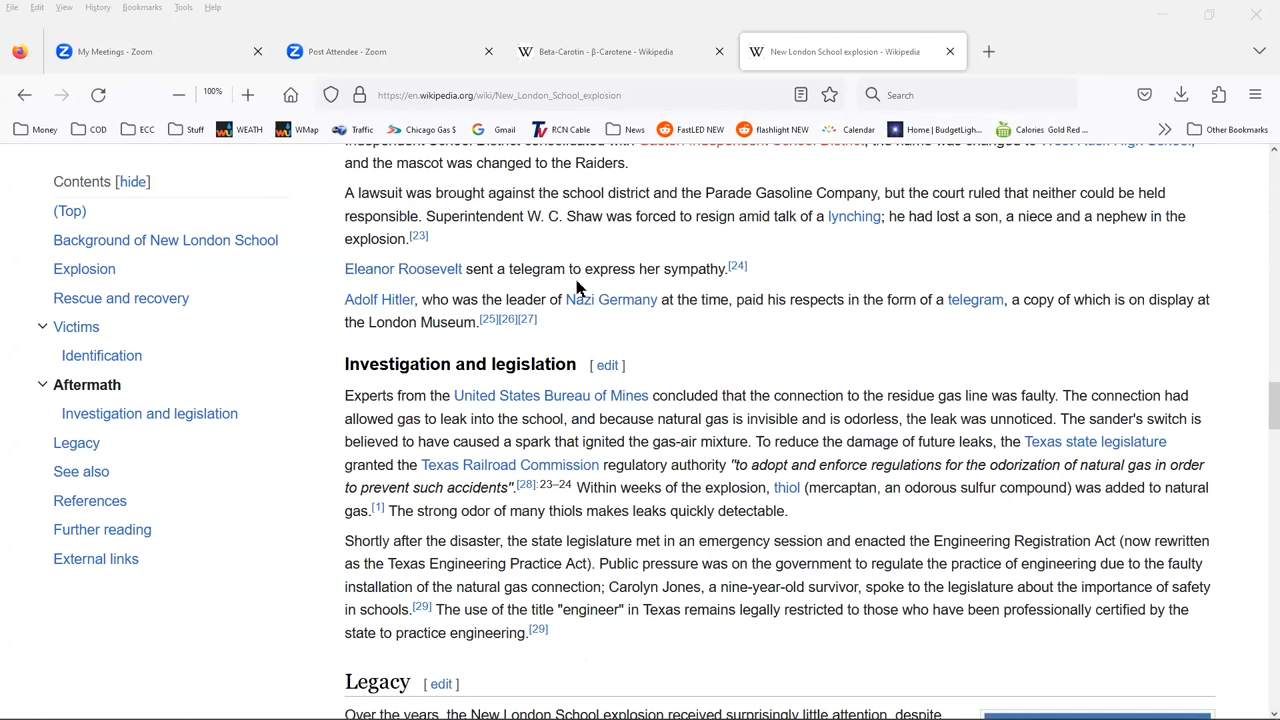 File Edit View History Bookmarks Tools Help
My Meetings - Zoom
Post Attendee - Zoom
Beta-Carotin - β-Carotene - Wikipedia
New London School explosion - Wikipedia
100%
https://en.wikipedia.org/wiki/New_London_School_explosion
Search
Money COD ECC Stuff WEATH WMap Traffic Chicago Gas $ Gmail RCN Cable News FastLED NEW flashlight NEW Calendar Home | BudgetLigh... Calories Gold Red ... Other Bookmarks
Independent School District consolidated with Gaston Independent School District, the name was changed to West Rusk High School,
and the mascot was changed to the Raiders.
A lawsuit was brought against the school district and the Parade Gasoline Company, but the court ruled that neither could be held
responsible. Superintendent W. C. Shaw was forced to resign amid talk of a lynching; he had lost a son, a niece and a nephew in the
explosion.[23]
Eleanor Roosevelt sent a telegram to express her sympathy.[24]
Adolf Hitler, who was the leader of Nazi Germany at the time, paid his respects in the form of a telegram, a copy of which is on display at
the London Museum.[25][26][27]
Investigation and legislation [ edit ]
Experts from the United States Bureau of Mines concluded that the connection to the residue gas line was faulty. The connection had
allowed gas to leak into the school, and because natural gas is invisible and is odorless, the leak was unnoticed. The sander's switch is
believed to have caused a spark that ignited the gas-air mixture. To reduce the damage of future leaks, the Texas state legislature
granted the Texas Railroad Commission regulatory authority "to adopt and enforce regulations for the odorization of natural gas in order
to prevent such accidents".[28]:23–24 Within weeks of the explosion, thiol (mercaptan, an odorous sulfur compound) was added to natural
gas.[1] The strong odor of many thiols makes leaks quickly detectable.
Shortly after the disaster, the state legislature met in an emergency session and enacted the Engineering Registration Act (now rewritten
as the Texas Engineering Practice Act). Public pressure was on the government to regulate the practice of engineering due to the faulty
installation of the natural gas connection; Carolyn Jones, a nine-year-old survivor, spoke to the legislature about the importance of safety
in schools.[29] The use of the title "engineer" in Texas remains legally restricted to those who have been professionally certified by the
state to practice engineering.[29]
Legacy [ edit ]
Over the years, the New London School explosion received surprisingly little attention, despite
Contents [hide]
(Top)
Background of New London School
Explosion
Rescue and recovery
Victims
Identification
Aftermath
Investigation and legislation
Legacy
See also
References
Further reading
External links